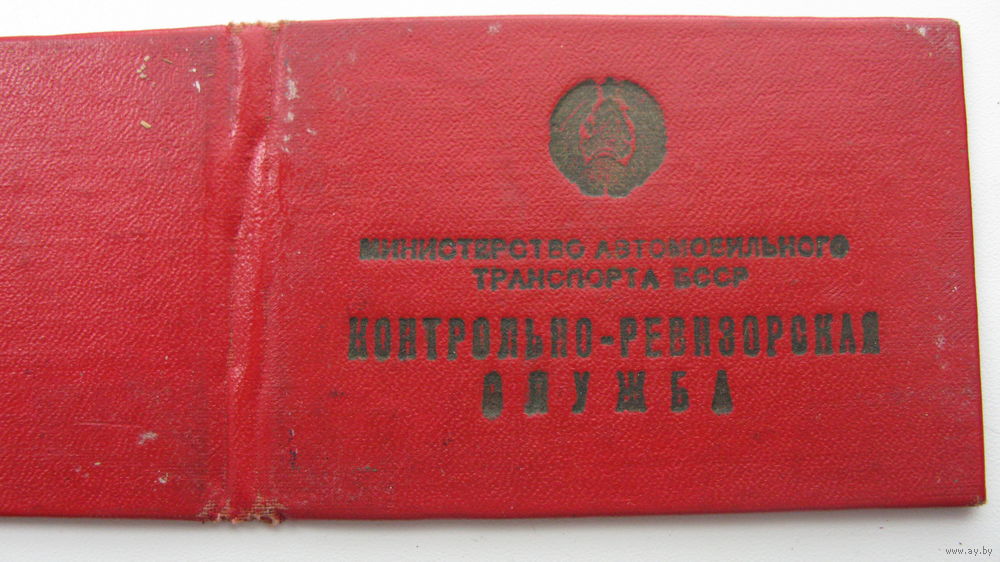 МИНИСТЕРСТВО АВТОМОБИЛЬНОГО
ТРАНСПОРТА БССР
КОНТРОЛЬНО-РЕВИЗОРСКАЯ
СЛУЖБА
www.ay.by